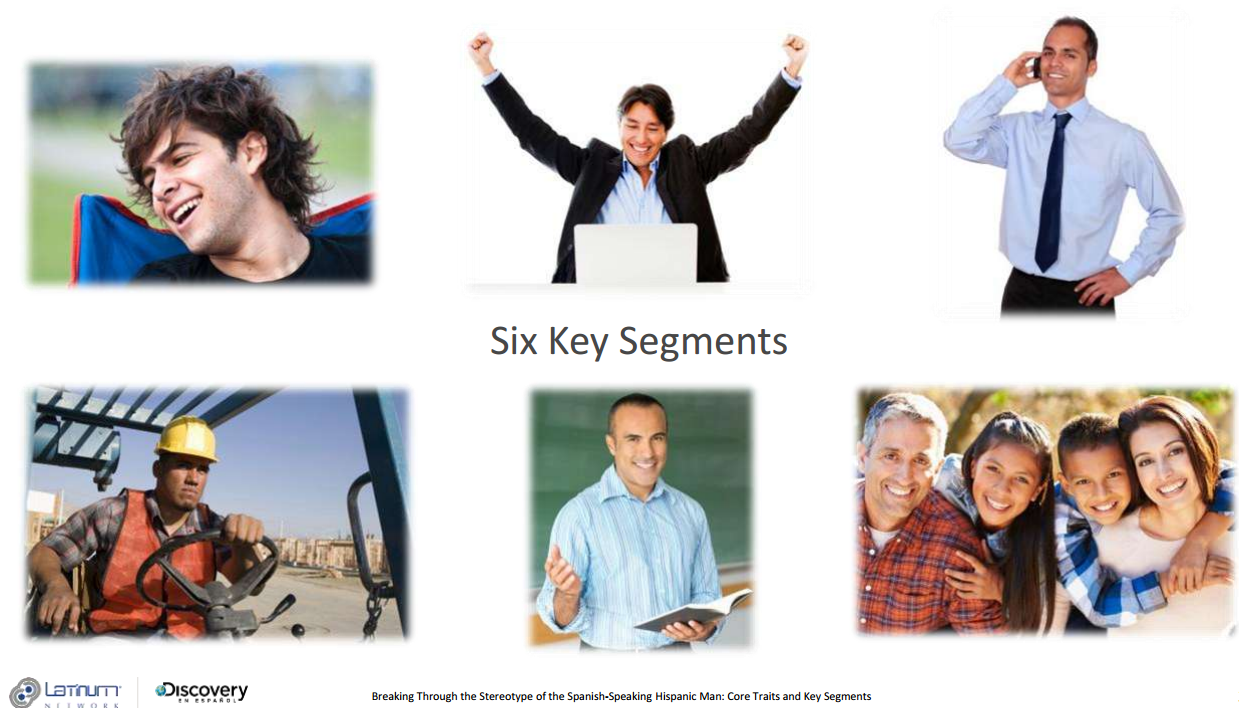 Six Key Segments
LATINUM
NETWORK
Discovery
EN ESPAÑOL
Breaking Through the Stereotype of the Spanish-Speaking Hispanic Man: Core Traits and Key Segments